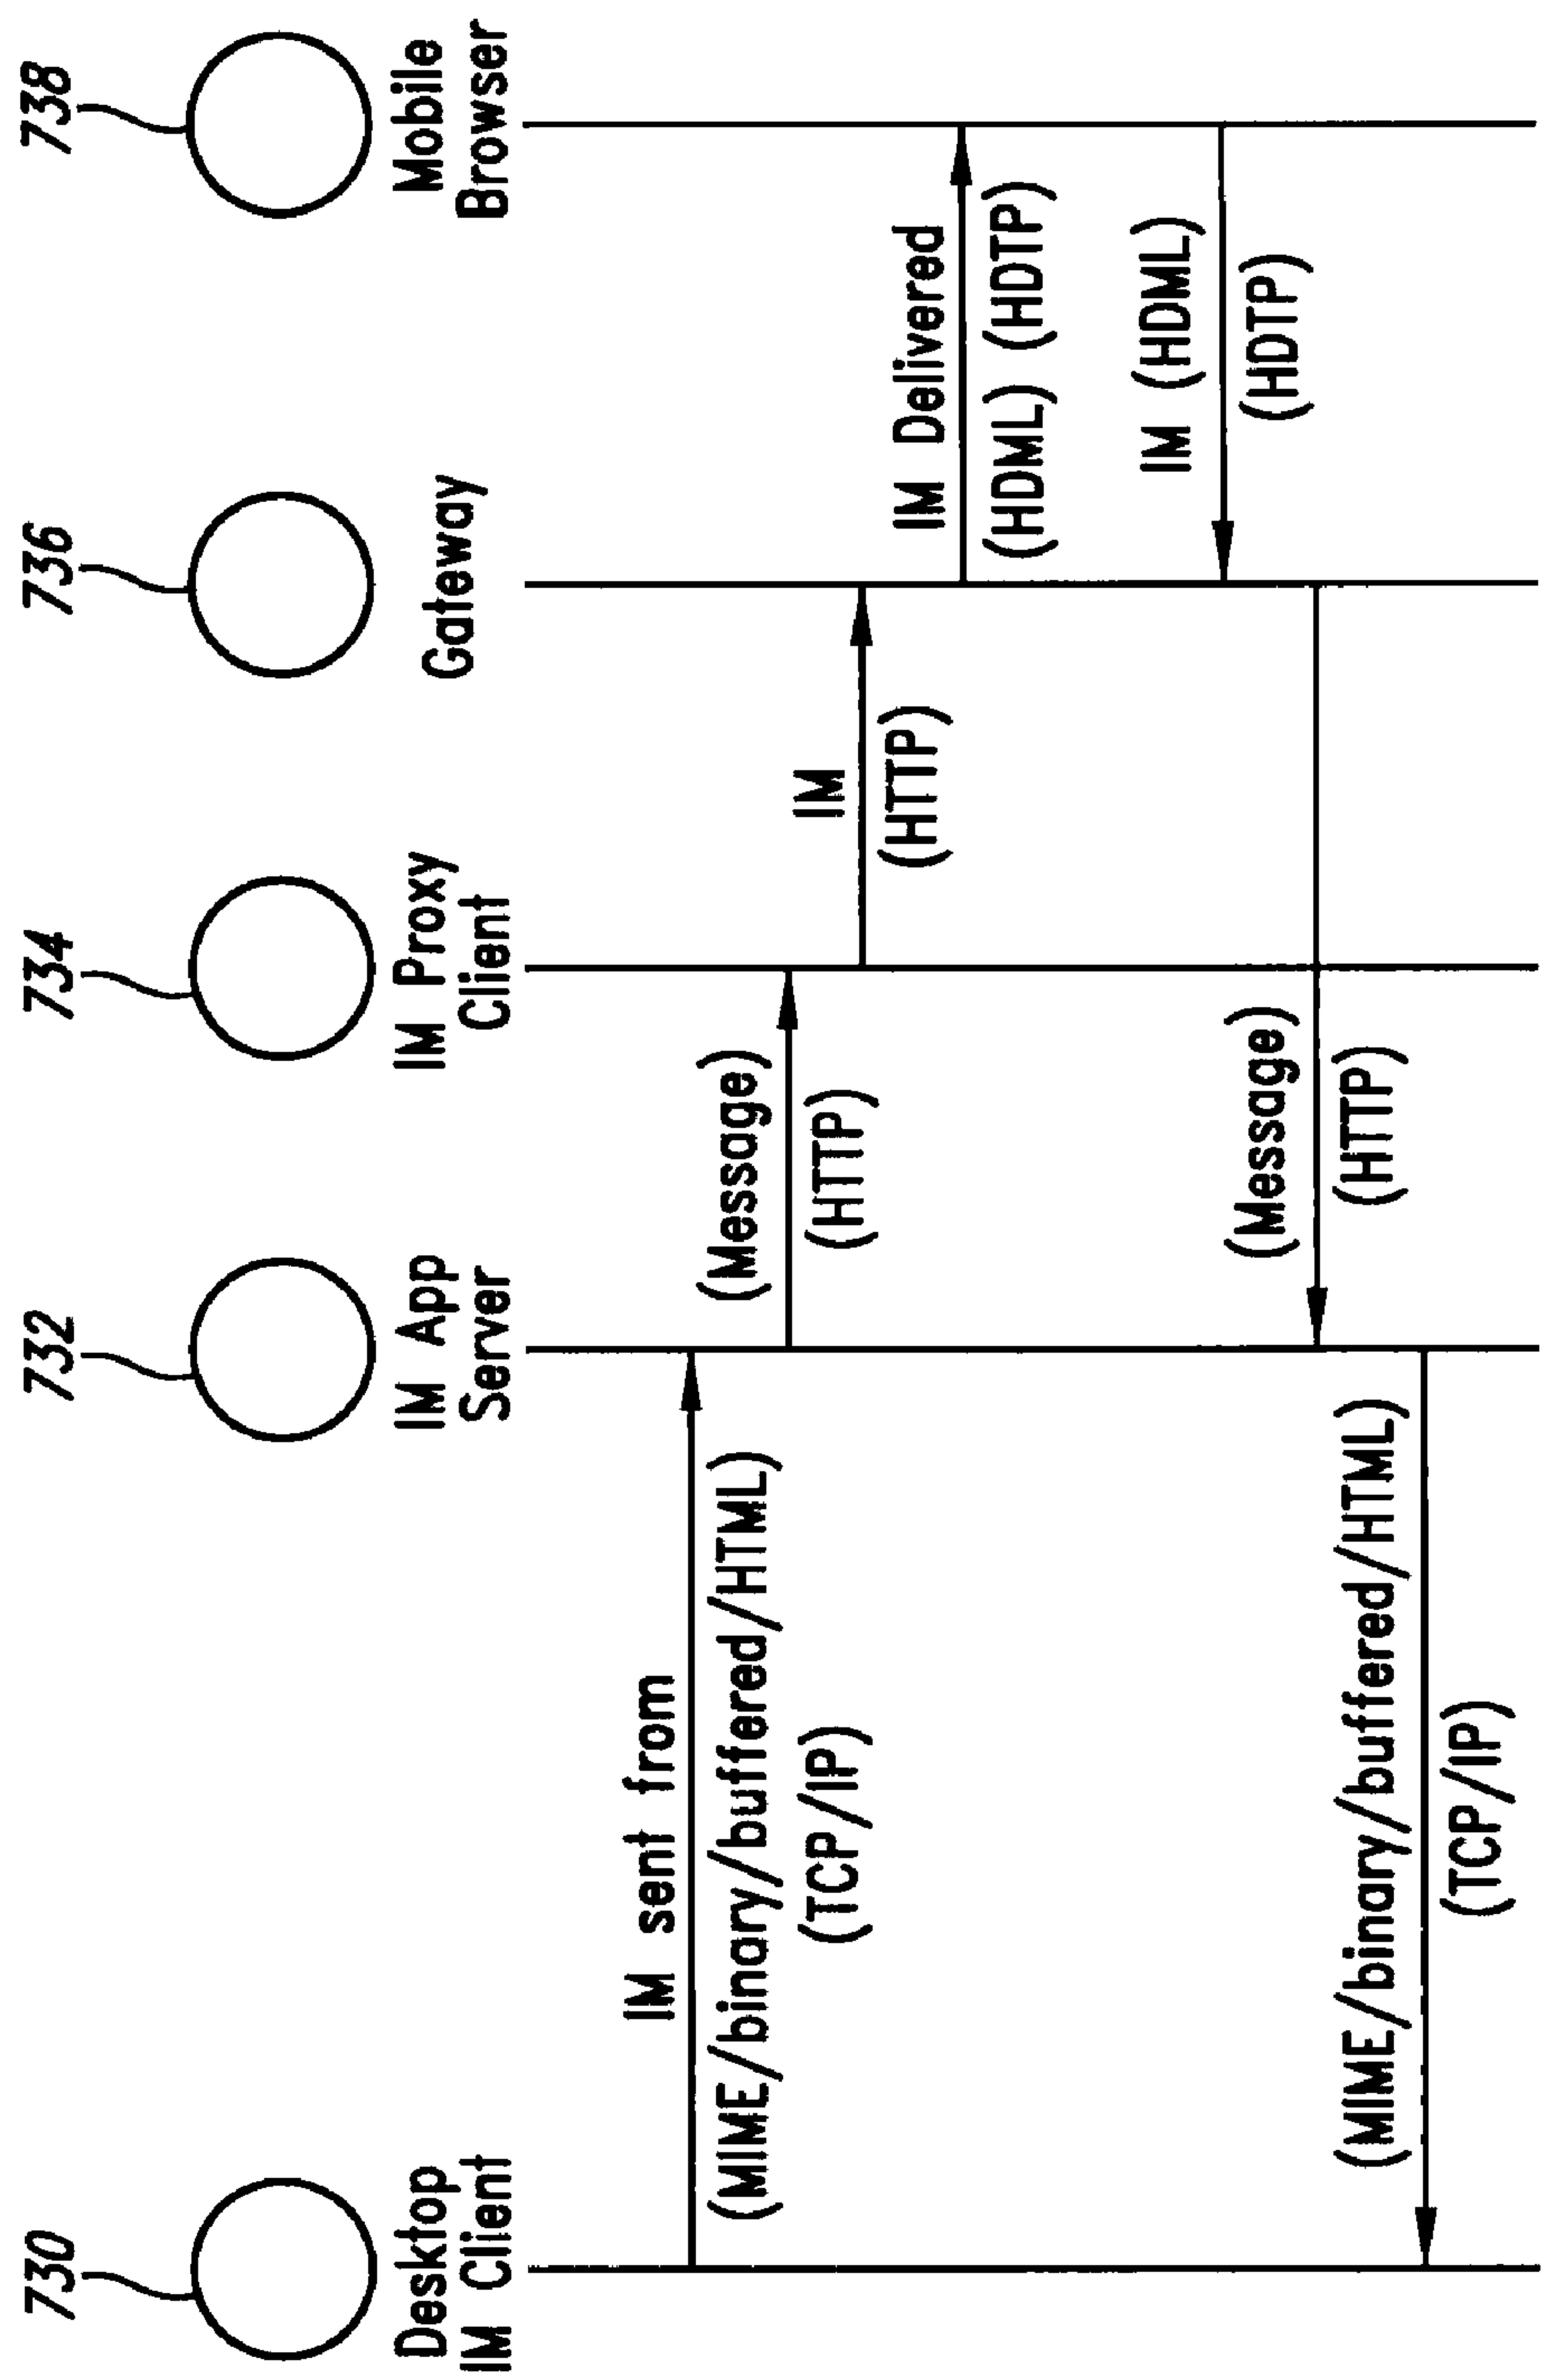 730
732
734
736
738
Desktop
IM Client
IM App
Server
IM Proxy
Client
Gateway
Mobile
Browser
IM sent from
(MIME/binary/buffered/HTML)
(TCP/IP)
(Message)
(HTTP)
IM
(HTTP)
IM Delivered
(HDML) (HDTP)
IM (HDML)
(HDTP)
(Message)
(HTTP)
(MIME/binary/buffered/HTML)
(TCP/IP)